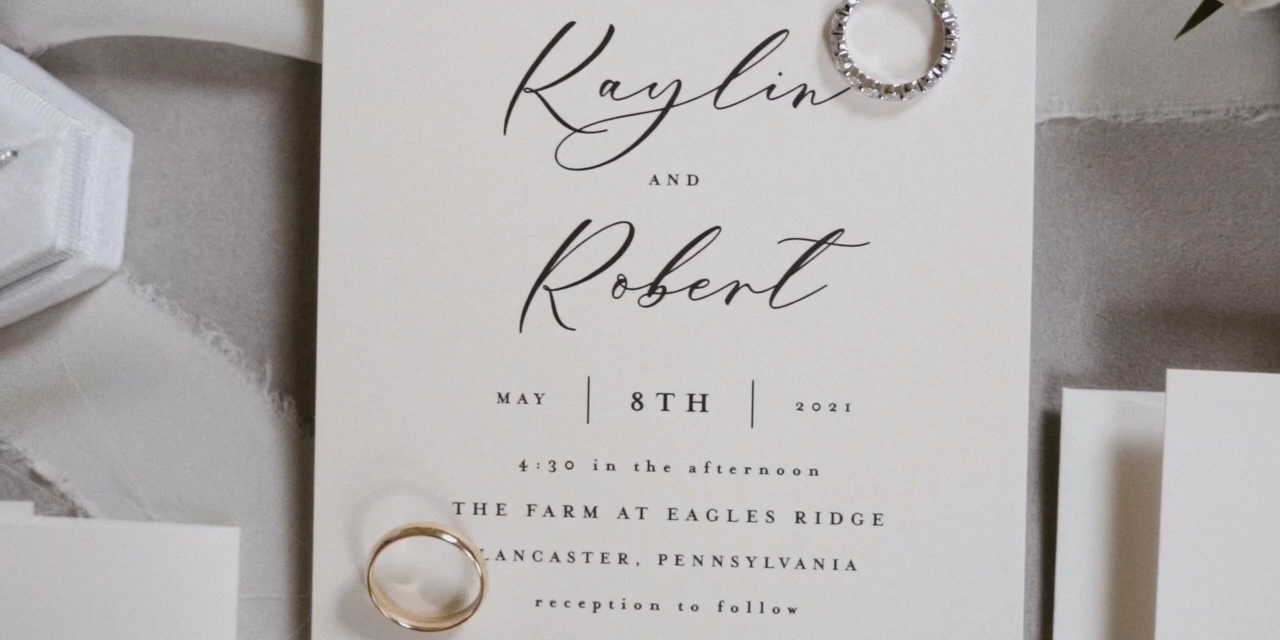 Kaylin
AND
Robert
MAY | 8TH | 2021
4:30 in the afternoon
THE FARM AT EAGLES RIDGE
LANCASTER, PENNSYLVANIA
reception to follow